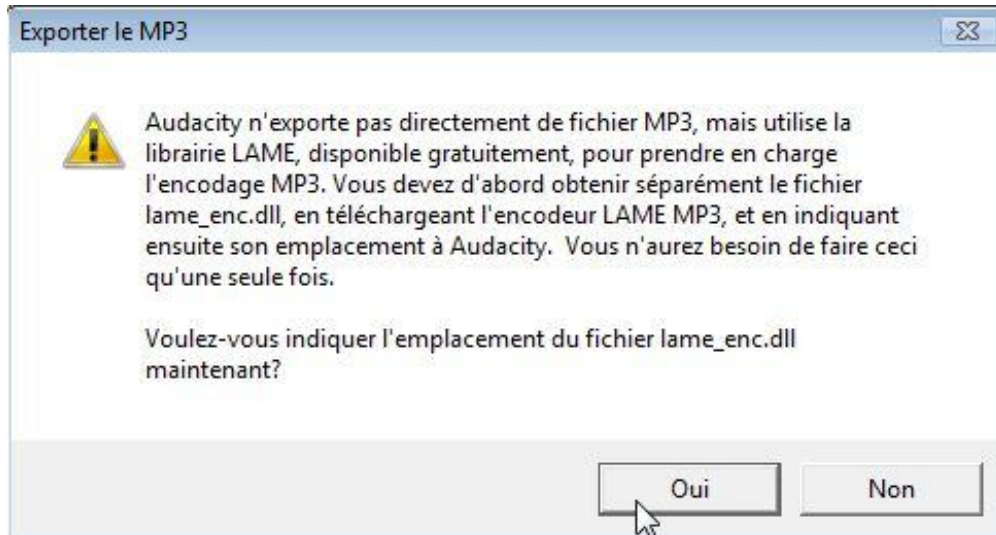 Exporter le MP3
Audacity n'exporte pas directement de fichier MP3, mais utilise la
librairie LAME, disponible gratuitement, pour prendre en charge
l'encodage MP3. Vous devez d'abord obtenir séparément le fichier
lame_enc.dll, en téléchargeant l'encodeur LAME MP3, et en indiquant
ensuite son emplacement à Audacity.  Vous n'aurez besoin de faire ceci
qu'une seule fois.
Voulez-vous indiquer l'emplacement du fichier lame_enc.dll
maintenant?
Oui Non